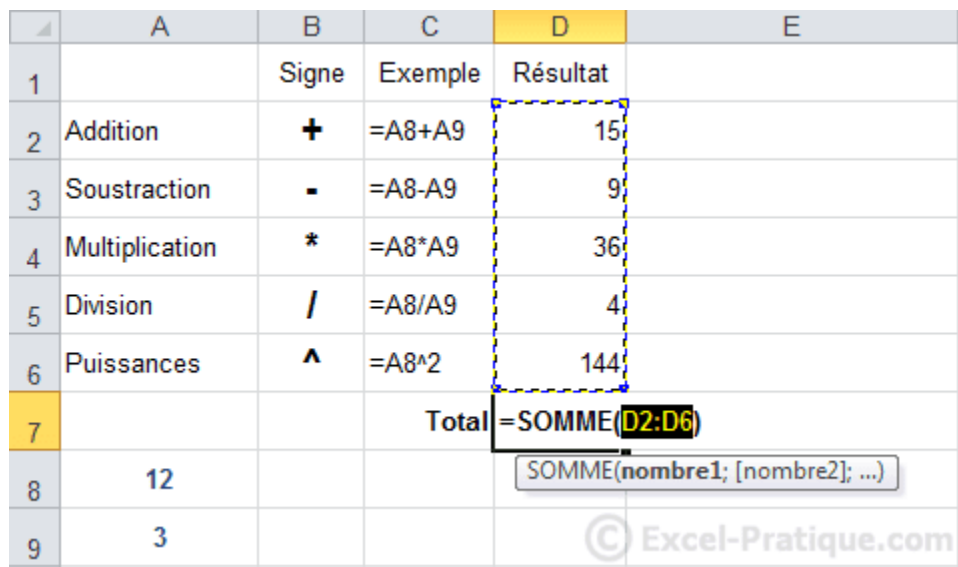 A B C D E
1 Signe Exemple Résultat
2 Addition + =A8+A9 15
3 Soustraction - =A8-A9 9
4 Multiplication * =A8*A9 36
5 Division / =A8/A9 4
6 Puissances ^ =A8^2 144
7 Total =SOMME(D2:D6)
SOMME(nombre1; [nombre2]; ...)
8 12
9 3
© Excel-Pratique.com